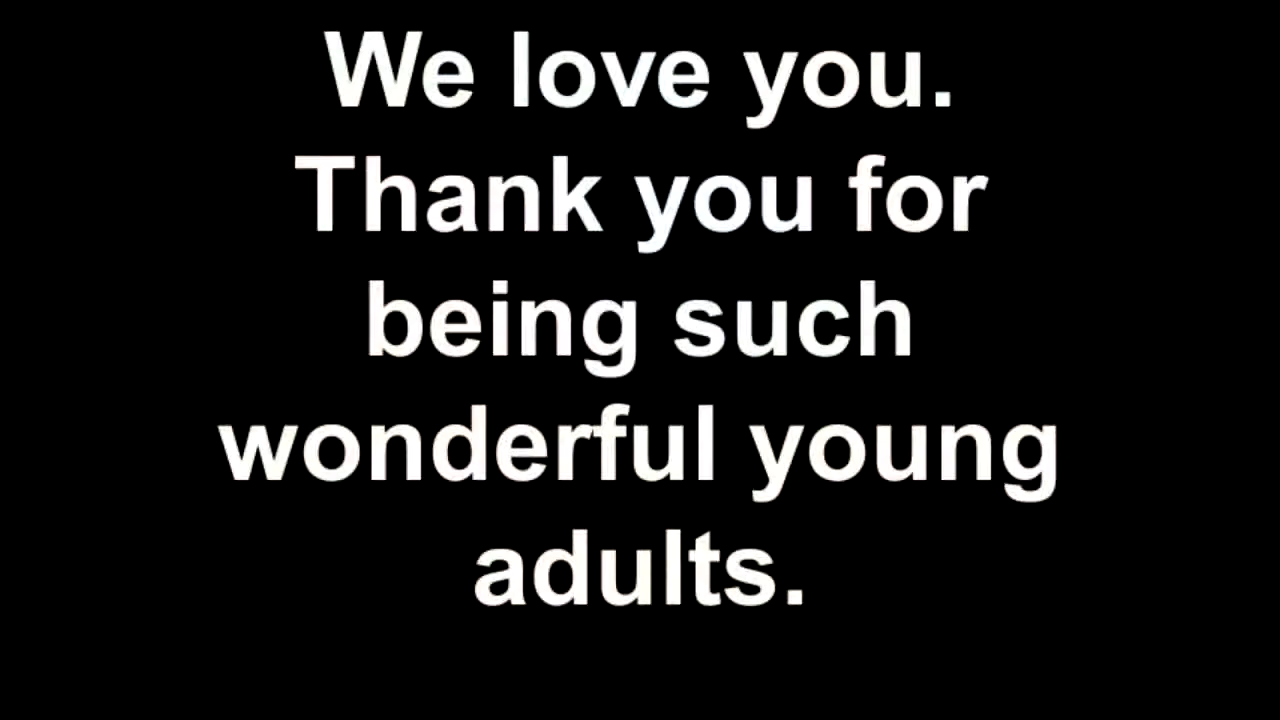 We love you.
Thank you for
being such
wonderful young
adults.